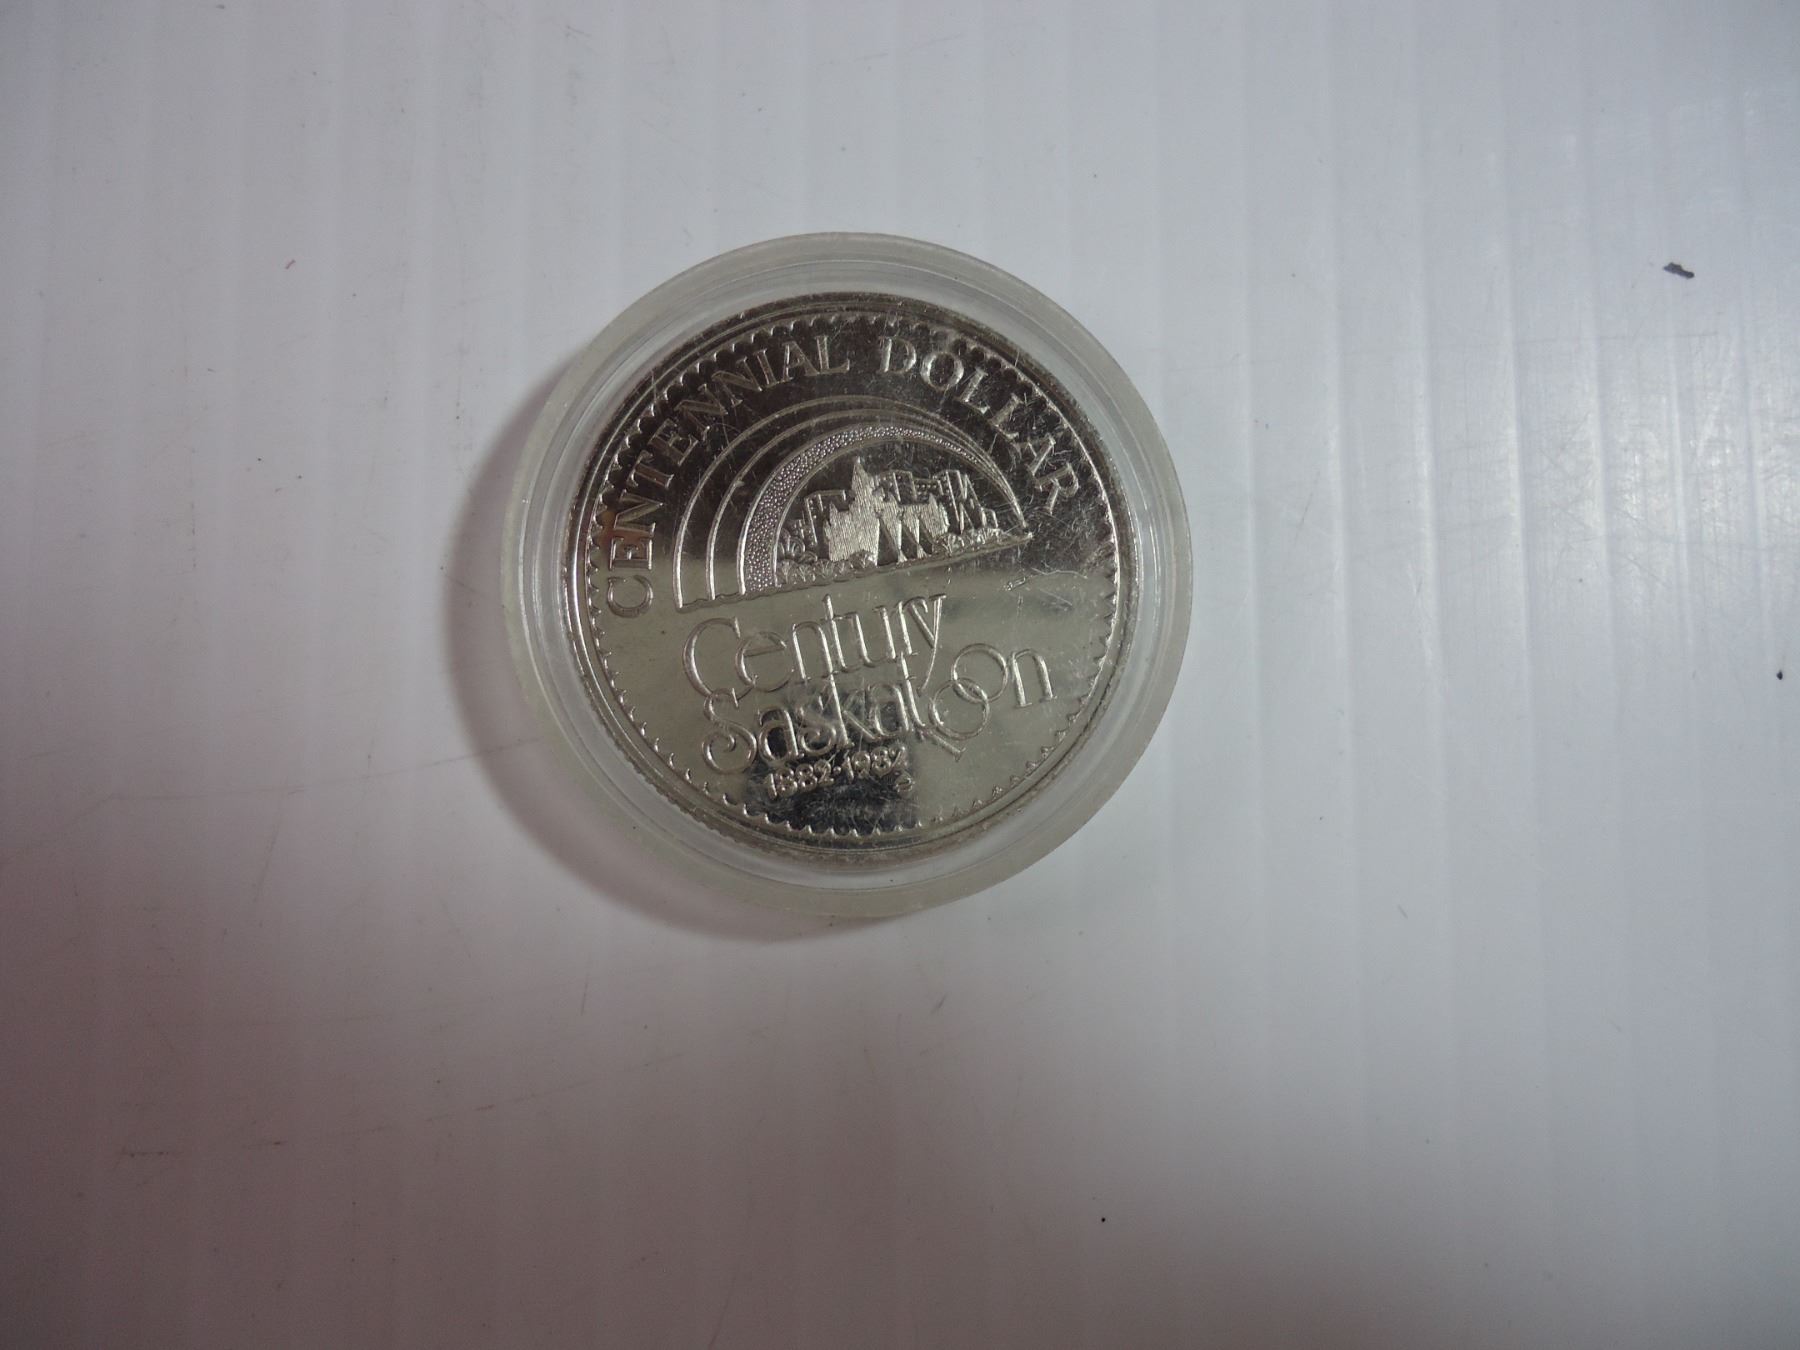 CENTENNIAL DOLLAR
Century
Saskatoon
1882·1982